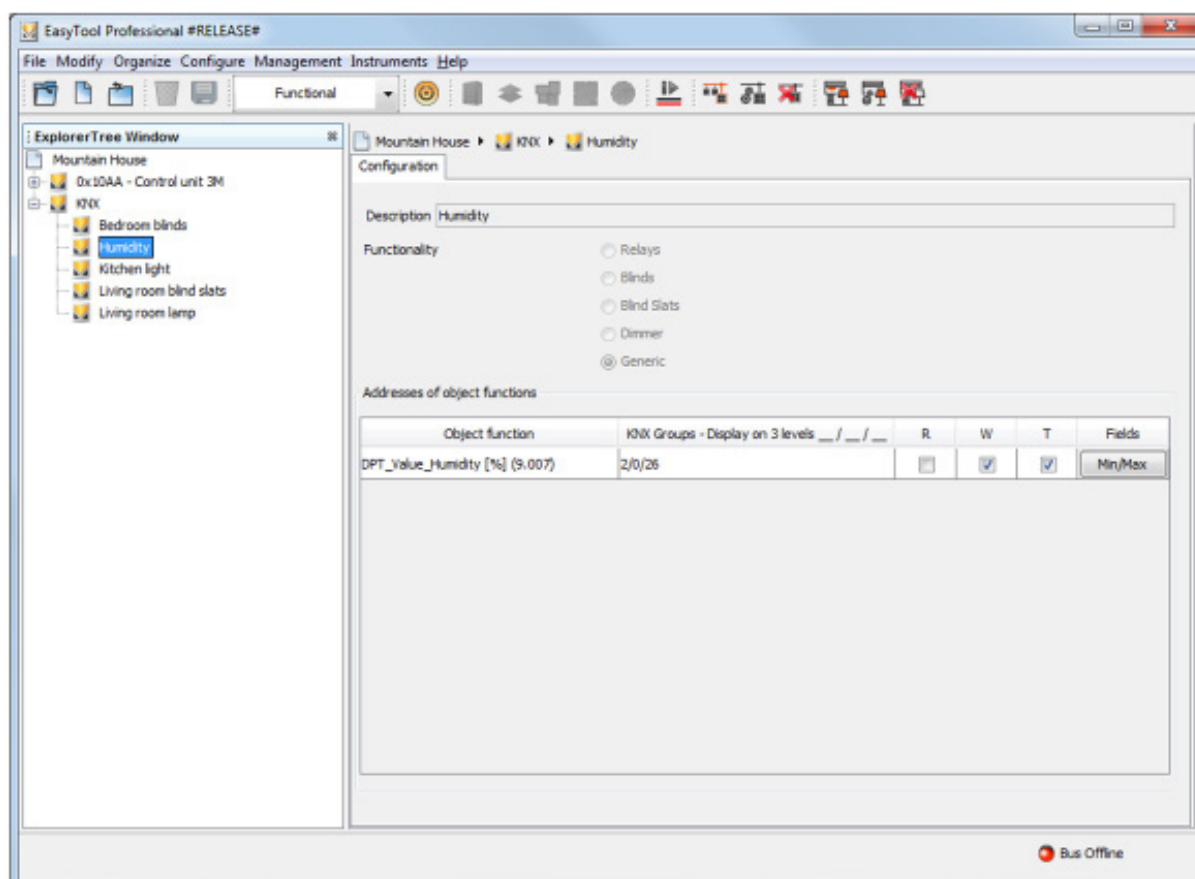 EasyTool Professional #RELEASE#
File Modify Organize Configure Management Instruments Help
Functional
ExplorerTree Window
Mountain House
0x10AA - Control unit 3M
KNX
Bedroom blinds
Humidity
Kitchen light
Living room blind slats
Living room lamp
Mountain House KNX Humidity
Configuration
Description Humidity
Functionality
Relays
Blinds
Blind Slats
Dimmer
Generic
Addresses of object functions
Object function KNX Groups - Display on 3 levels __ / __ / __ R W T Fields
DPT_Value_Humidity [%] (9.007) 2/0/26 Min/Max
Bus Offline